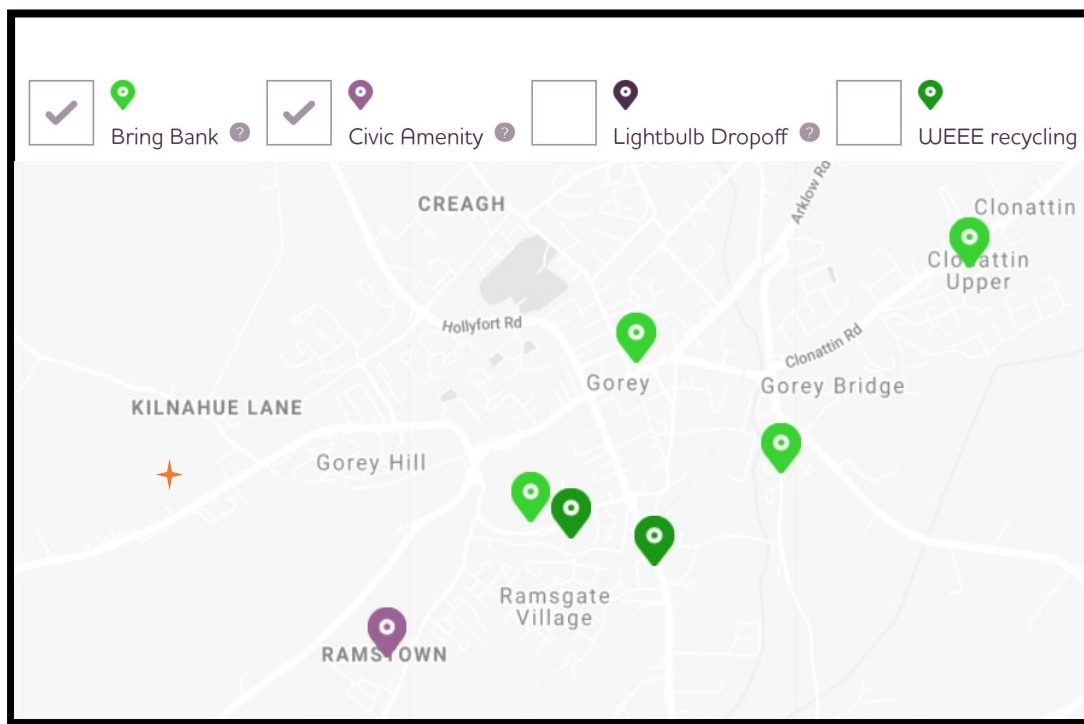 Bring Bank ?
Civic Amenity ?
Lightbulb Dropoff ?
WEEE recycling
CREAGH
Arklow Rd
Clonattin
Clonattin
Upper
Hollyfort Rd
Clonattin Rd
Gorey
Gorey Bridge
KILNAHUE LANE
Gorey Hill
Ramsgate
Village
RAMSTOWN